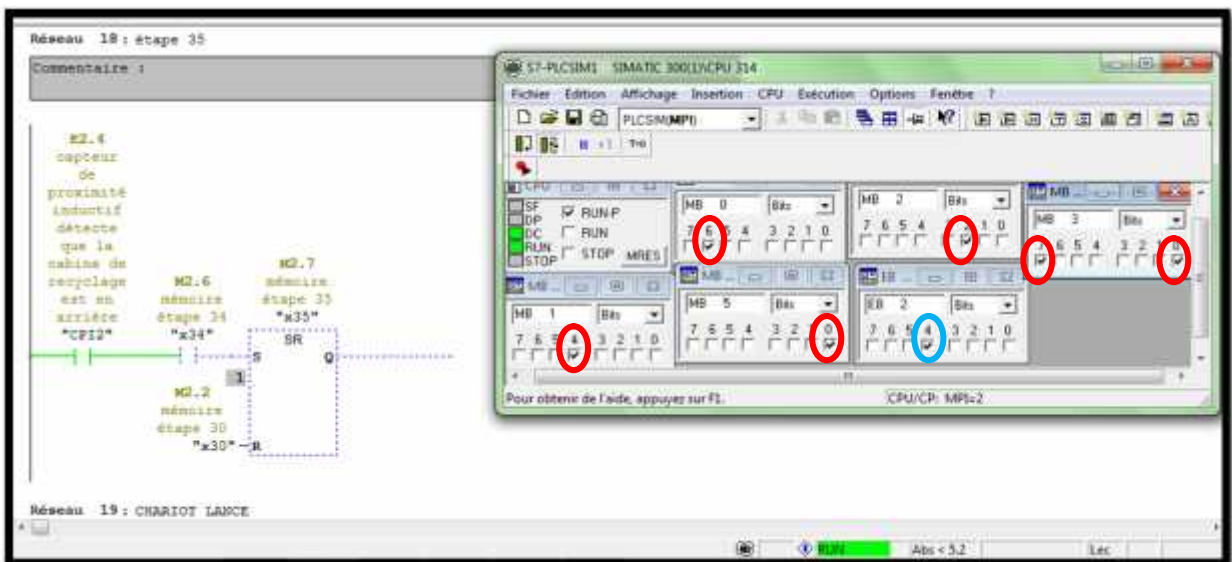 Réseau 18 : étape 35
Commentaire :
E2.4
capteur
de
proximité
inductif
détecte
que la
cabine de
recyclage
est en
arrière
"CPI2"
M2.6
mémoire
étape 34
"x34"
M2.7
mémoire
étape 35
"x35"
SR
S
Q
1
M2.2
mémoire
étape 30
"x30"
R
Réseau 19 : CHARIOT LANCE
RUN
Abs < 5.2
Lec
S7-PLCSIM1 SIMATIC 300(1)\CPU 314
Fichier Edition Affichage Insertion CPU Exécution Options Fenêtre ?
PLCSIM(MPI)
CPU
SF
DP
DC
RUN
STOP
RUN-P
RUN
STOP
MRES
MB 0 Bits
7 6 5 4 3 2 1 0
MB 2 Bits
7 6 5 4 1 0
MB ...
MB 3 Bits
6 5 4 3 2 0
MB ...
MB 1 Bits
7 6 4 3 2 1 0
MB ...
MB 5 Bits
7 6 5 4 3 2 1 0
EB ...
EB 2 Bits
7 6 5 4 3 2 1 0
Pour obtenir de l'aide, appuyez sur F1.
CPU/CP: MPI=2